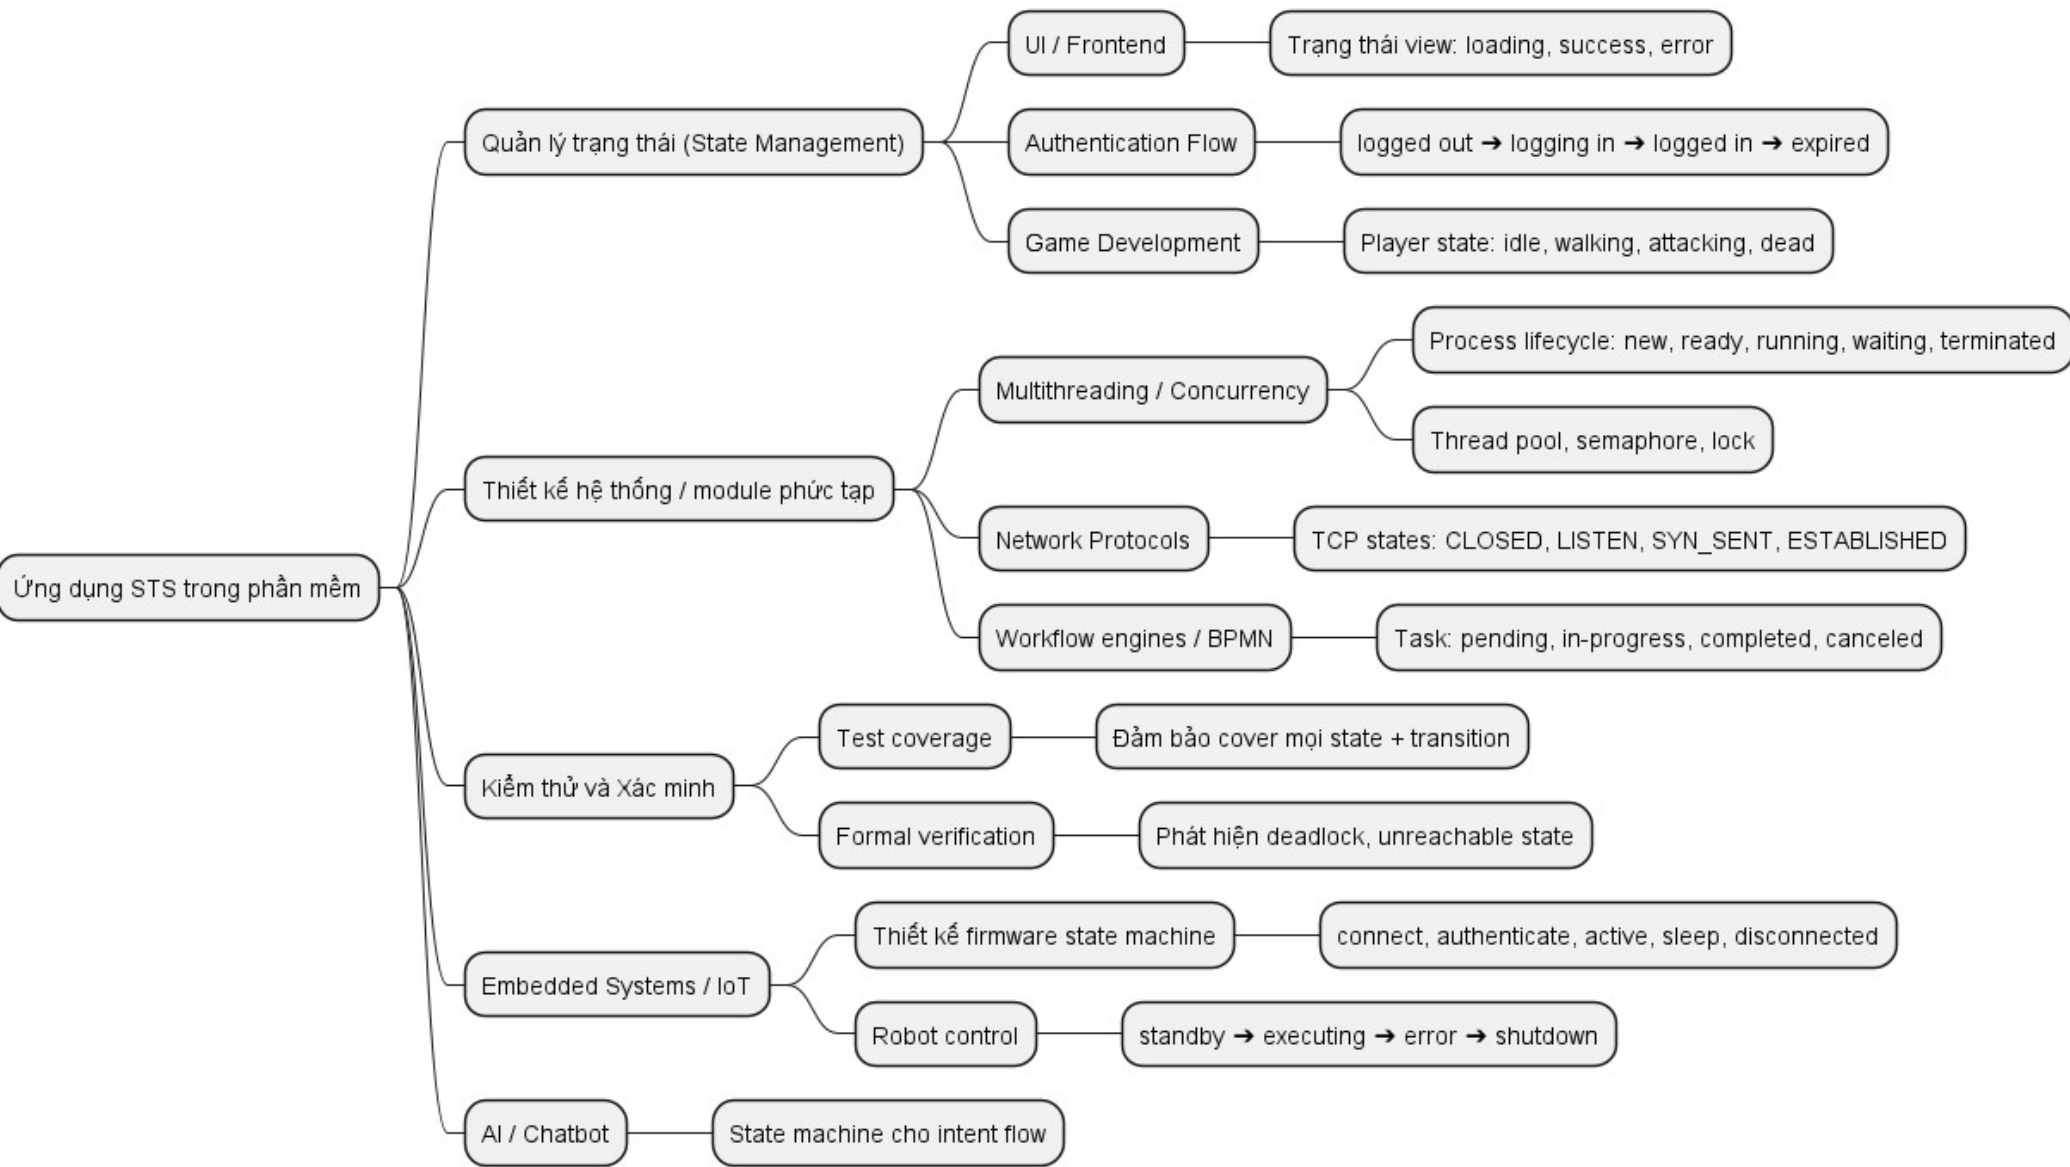 Ứng dụng STS trong phần mềm
Quản lý trạng thái (State Management)
UI / Frontend
Trạng thái view: loading, success, error
Authentication Flow
logged out ➔ logging in ➔ logged in ➔ expired
Game Development
Player state: idle, walking, attacking, dead
Thiết kế hệ thống / module phức tạp
Multithreading / Concurrency
Process lifecycle: new, ready, running, waiting, terminated
Thread pool, semaphore, lock
Network Protocols
TCP states: CLOSED, LISTEN, SYN_SENT, ESTABLISHED
Workflow engines / BPMN
Task: pending, in-progress, completed, canceled
Kiểm thử và Xác minh
Test coverage
Đảm bảo cover mọi state + transition
Formal verification
Phát hiện deadlock, unreachable state
Embedded Systems / IoT
Thiết kế firmware state machine
connect, authenticate, active, sleep, disconnected
Robot control
standby ➔ executing ➔ error ➔ shutdown
AI / Chatbot
State machine cho intent flow